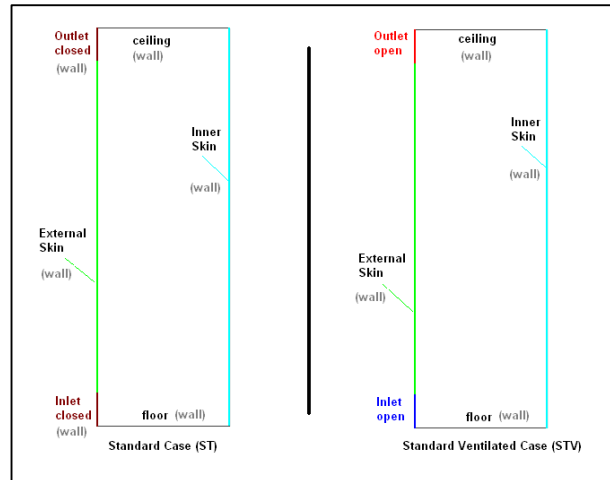 Outlet
closed
(wall)
ceiling
(wall)
Inner
Skin
(wall)
External
Skin
(wall)
Inlet
closed
(wall)
floor (wall)
Standard Case (ST)
Outlet
open
ceiling
(wall)
Inner
Skin
(wall)
External
Skin
(wall)
Inlet
open
floor (wall)
Standard Ventilated Case (STV)